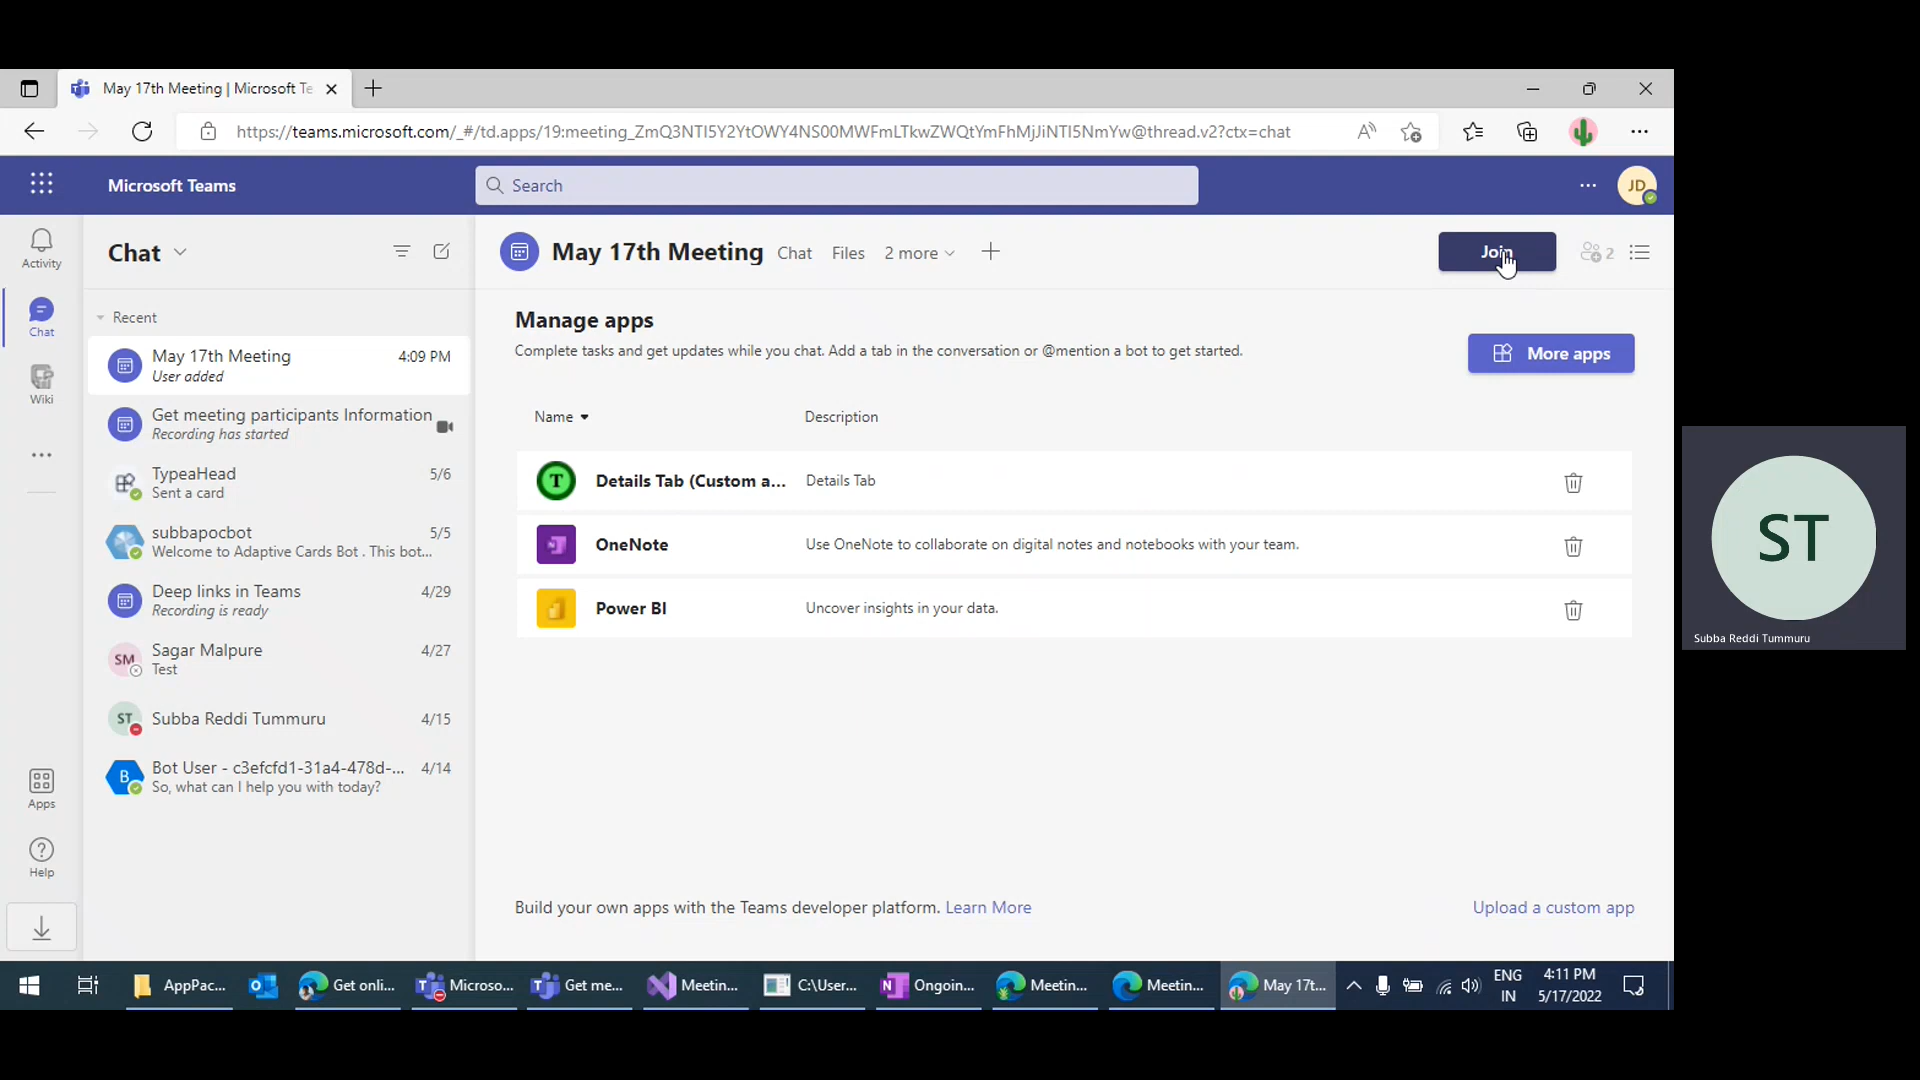 May 17th Meeting | Microsoft Te
https://teams.microsoft.com/_#/td.apps/19:meeting_ZmQ3NTI5Y2YtOWY4NS00MWFmLTkwZWQtYmFhMjJiNTI5NmYw@thread.v2?ctx=chat
Microsoft Teams
Search
JD
Activity
Chat
Wiki
Apps
Help
Chat
Recent
May 17th Meeting 4:09 PM
User added
Get meeting participants Information
Recording has started
TypeaHead 5/6
Sent a card
subbapocbot 5/5
Welcome to Adaptive Cards Bot . This bot...
Deep links in Teams 4/29
Recording is ready
SM Sagar Malpure 4/27
Test
ST Subba Reddi Tummuru 4/15
B Bot User - c3efcfd1-31a4-478d-... 4/14
So, what can I help you with today?
May 17th Meeting Chat Files 2 more
Join 2
Manage apps
Complete tasks and get updates while you chat. Add a tab in the conversation or @mention a bot to get started.
More apps
Name Description
T Details Tab (Custom a... Details Tab
N OneNote Use OneNote to collaborate on digital notes and notebooks with your team.
Power BI Uncover insights in your data.
Build your own apps with the Teams developer platform. Learn More
Upload a custom app
ST
Subba Reddi Tummuru
AppPac... Get onli... Microso... Get me... Meetin... C:\User... Ongoin... Meetin... Meetin... May 17t...
ENG
IN
4:11 PM
5/17/2022